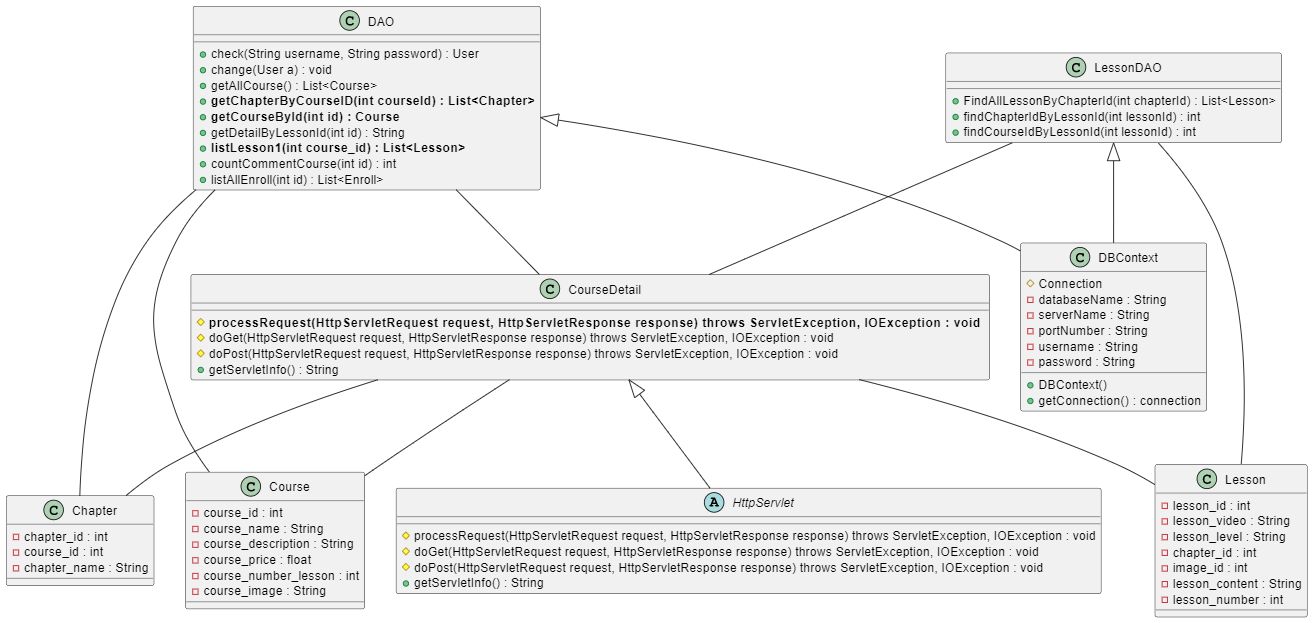 C DAO
check(String username, String password) : User
change(User a) : void
getAllCourse() : List<Course>
getChapterByCourseID(int courseId) : List<Chapter>
getCourseById(int id) : Course
getDetailByLessonId(int id) : String
listLesson1(int course_id) : List<Lesson>
countCommentCourse(int id) : int
listAllEnroll(int id) : List<Enroll>
C LessonDAO
FindAllLessonByChapterId(int chapterId) : List<Lesson>
findChapterIdByLessonId(int lessonId) : int
findCourseIdByLessonId(int lessonId) : int
C CourseDetail
processRequest(HttpServletRequest request, HttpServletResponse response) throws ServletException, IOException : void
doGet(HttpServletRequest request, HttpServletResponse response) throws ServletException, IOException : void
doPost(HttpServletRequest request, HttpServletResponse response) throws ServletException, IOException : void
getServletInfo() : String
C DBContext
Connection
databaseName : String
serverName : String
portNumber : String
username : String
password : String
DBContext()
getConnection() : connection
C Chapter
chapter_id : int
course_id : int
chapter_name : String
C Course
course_id : int
course_name : String
course_description : String
course_price : float
course_number_lesson : int
course_image : String
A HttpServlet
processRequest(HttpServletRequest request, HttpServletResponse response) throws ServletException, IOException : void
doGet(HttpServletRequest request, HttpServletResponse response) throws ServletException, IOException : void
doPost(HttpServletRequest request, HttpServletResponse response) throws ServletException, IOException : void
getServletInfo() : String
C Lesson
lesson_id : int
lesson_video : String
lesson_level : String
chapter_id : int
image_id : int
lesson_content : String
lesson_number : int